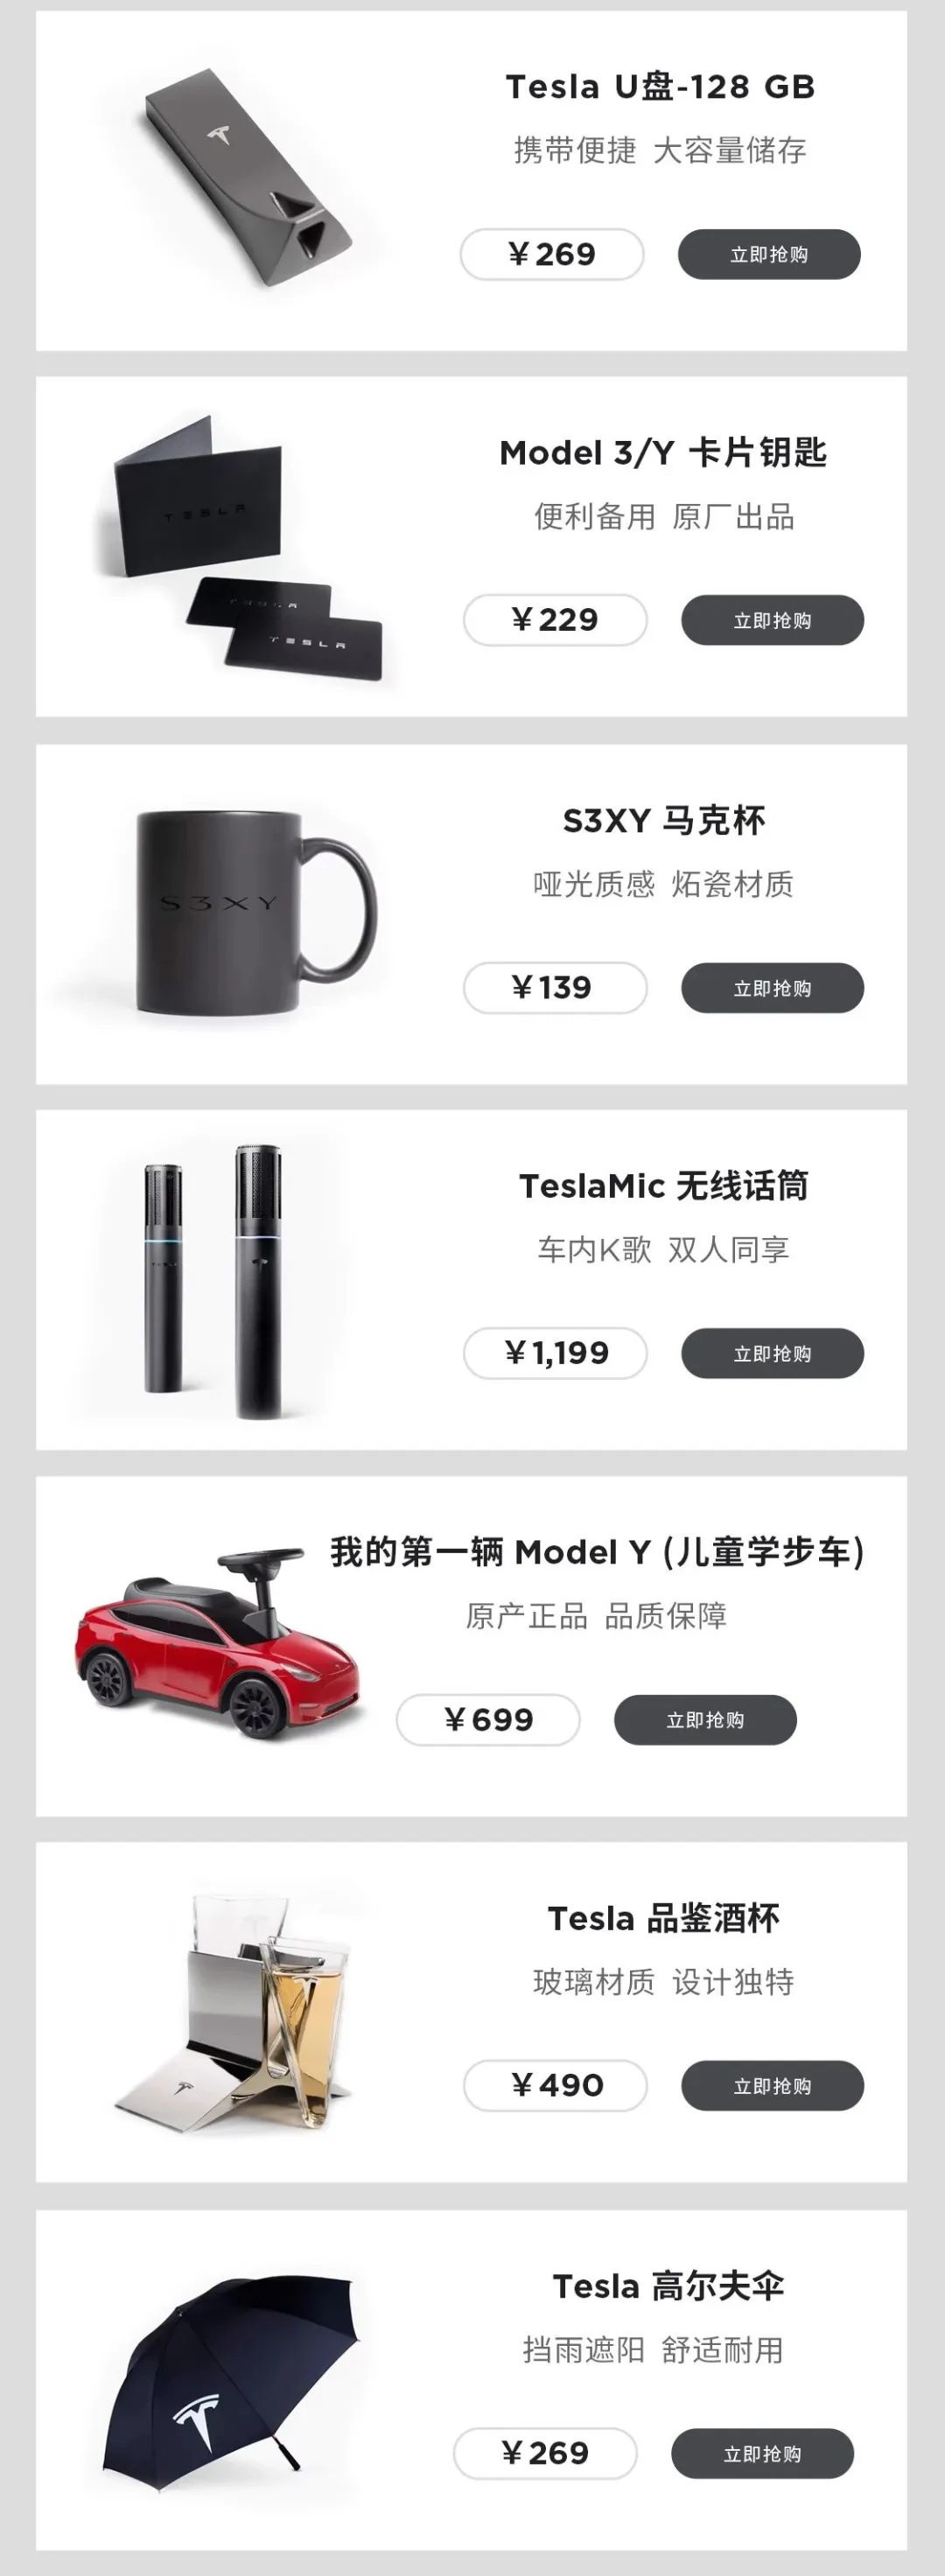 Tesla U盘-128 GB
携带便捷 大容量储存
￥269
立即抢购
TESLA
TESLA
TESLA
Model 3/Y 卡片钥匙
便利备用 原厂出品
￥229
立即抢购
S3XY
S3XY 马克杯
哑光质感 炻瓷材质
￥139
立即抢购
TESLA
TeslaMic 无线话筒
车内K歌 双人同享
￥1,199
立即抢购
我的第一辆 Model Y (儿童学步车)
原产正品 品质保障
￥699
立即抢购
Tesla 品鉴酒杯
玻璃材质 设计独特
￥490
立即抢购
Tesla 高尔夫伞
挡雨遮阳 舒适耐用
￥269
立即抢购